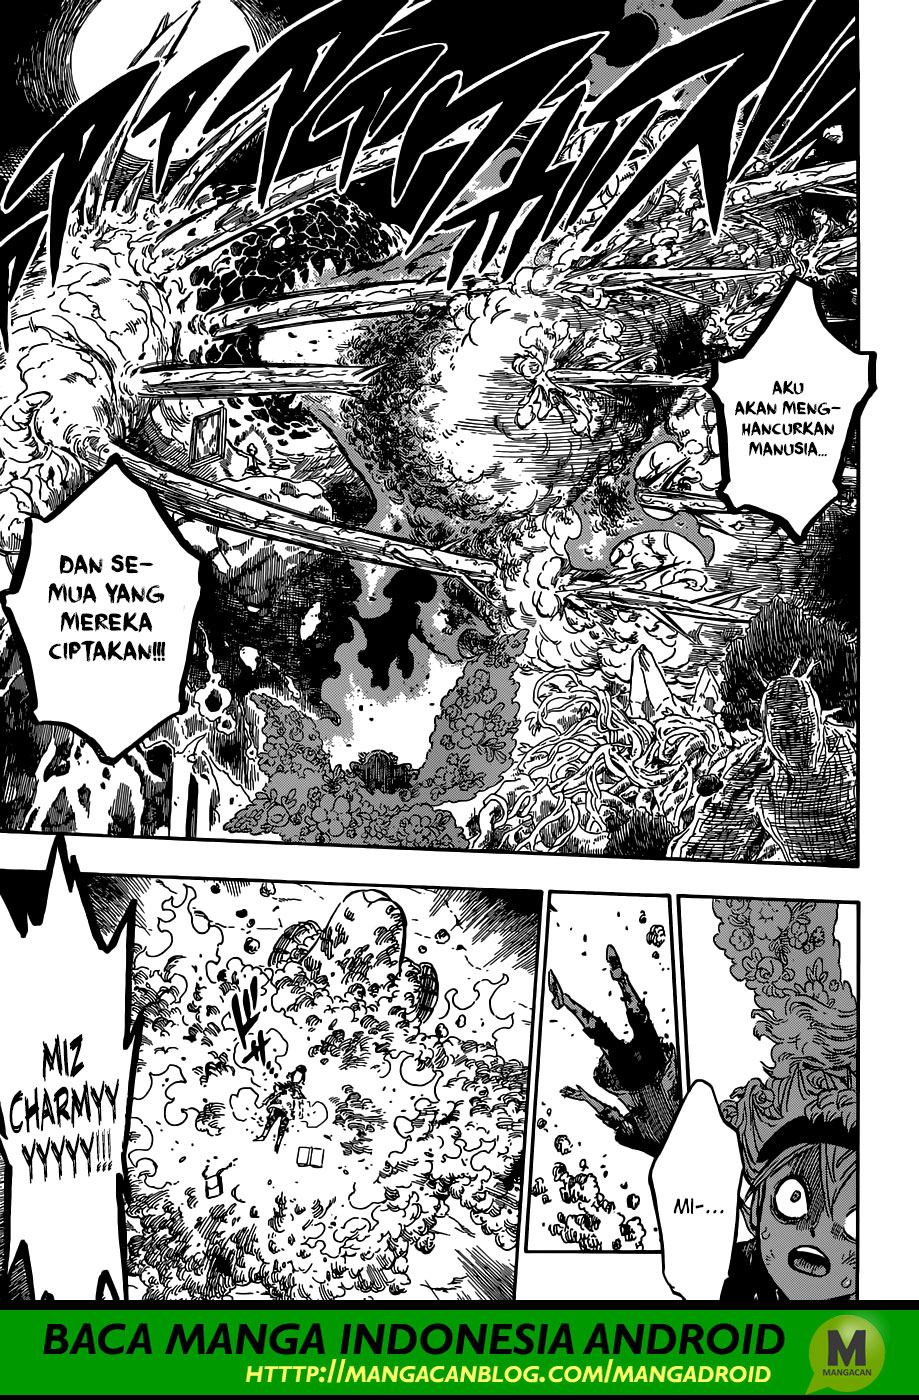 AKU
AKAN MENG-
HANCURKAN
MANUSIA...
DAN SE-
MUA YANG
MEREKA
CIPTAKAN!!!
MI-...
MIZ
CHARMYY
YYYYY!!!
BACA MANGA INDONESIA ANDROID
HTTTP://MANGACANBLOG.COM/MANGADROID
M
MANGACAN